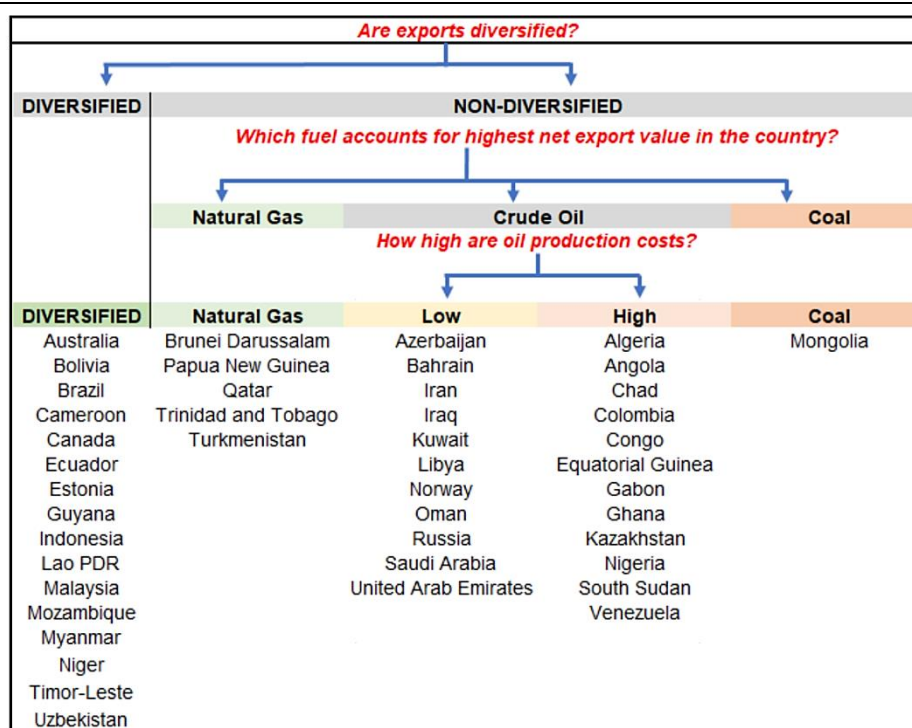 Are exports diversified?
DIVERSIFIED NON-DIVERSIFIED
Which fuel accounts for highest net export value in the country?
Natural Gas Crude Oil Coal
How high are oil production costs?
DIVERSIFIED Natural Gas Low High Coal
Australia Brunei Darussalam Azerbaijan Algeria Mongolia
Bolivia Papua New Guinea Bahrain Angola
Brazil Qatar Iran Chad
Cameroon Trinidad and Tobago Iraq Colombia
Canada Turkmenistan Kuwait Congo
Ecuador Libya Equatorial Guinea
Estonia Norway Gabon
Guyana Oman Ghana
Indonesia Russia Kazakhstan
Lao PDR Saudi Arabia Nigeria
Malaysia United Arab Emirates South Sudan
Mozambique Venezuela
Myanmar
Niger
Timor-Leste
Uzbekistan